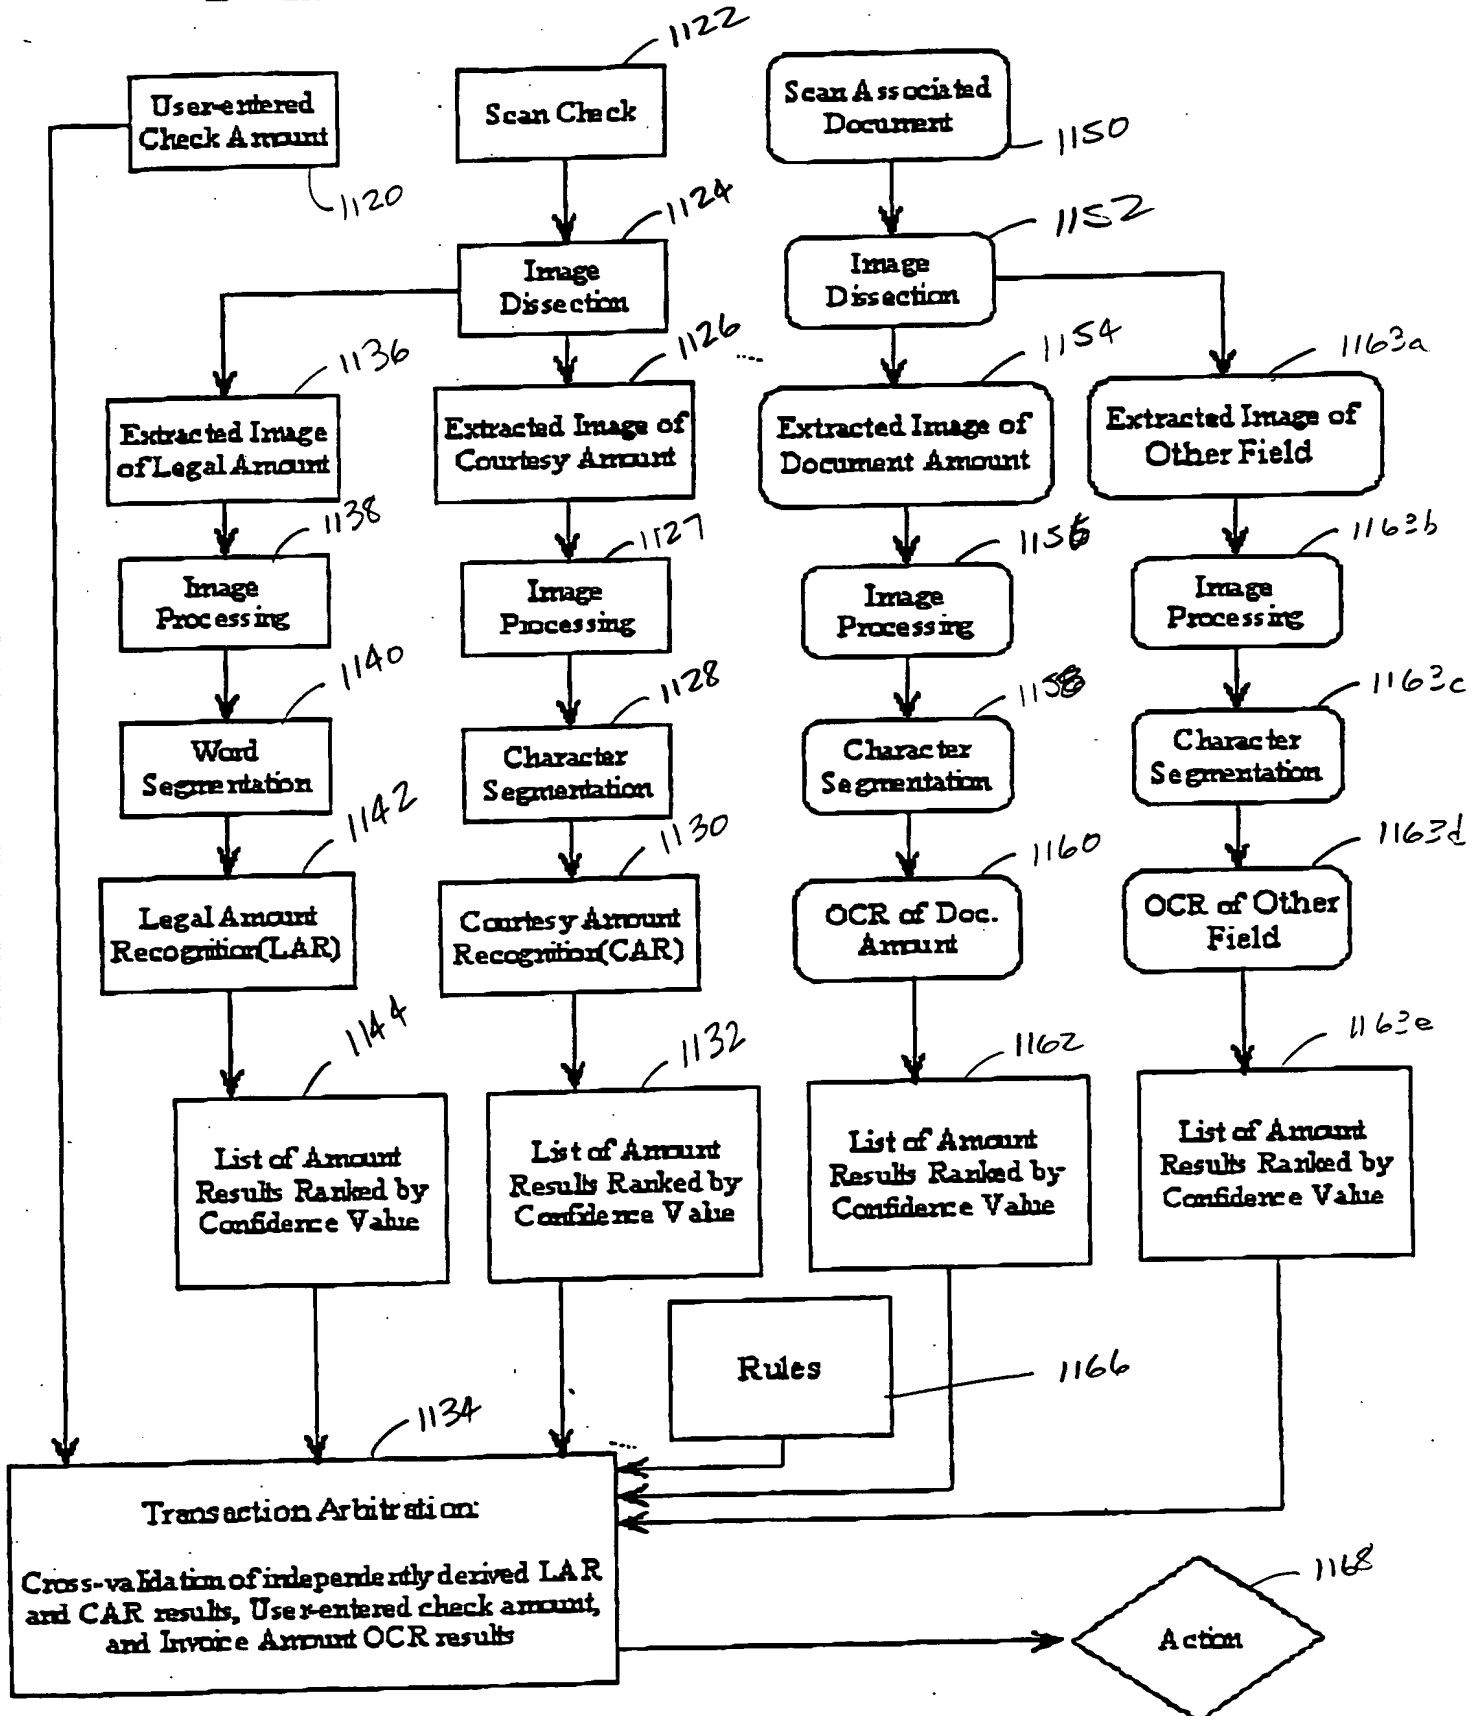 1122
User-entered
Check Amount
1120
Scan Check
Scan Associated
Document
1150
1124
1152
Image
Dissection
Image
Dissection
1136
1126
1154
1163a
Extracted Image
of Legal Amount
Extracted Image of
Courtesy Amount
Extracted Image of
Document Amount
Extracted Image of
Other Field
1138
1127
1156
1163b
Image
Processing
Image
Processing
Image
Processing
Image
Processing
1140
1128
1158
1163c
Word
Segmentation
Character
Segmentation
Character
Segmentation
Character
Segmentation
1142
1130
1160
1163d
Legal Amount
Recognition(LAR)
Courtesy Amount
Recognition(CAR)
OCR of Doc.
Amount
OCR of Other
Field
1144
1132
1162
1163e
List of Amount
Results Ranked by
Confidence Value
List of Amount
Results Ranked by
Confidence Value
List of Amount
Results Ranked by
Confidence Value
List of Amount
Results Ranked by
Confidence Value
Rules
1166
1134
Transaction Arbitration:
Cross-validation of independently derived LAR
and CAR results, User-entered check amount,
and Invoice Amount OCR results
1168
Action